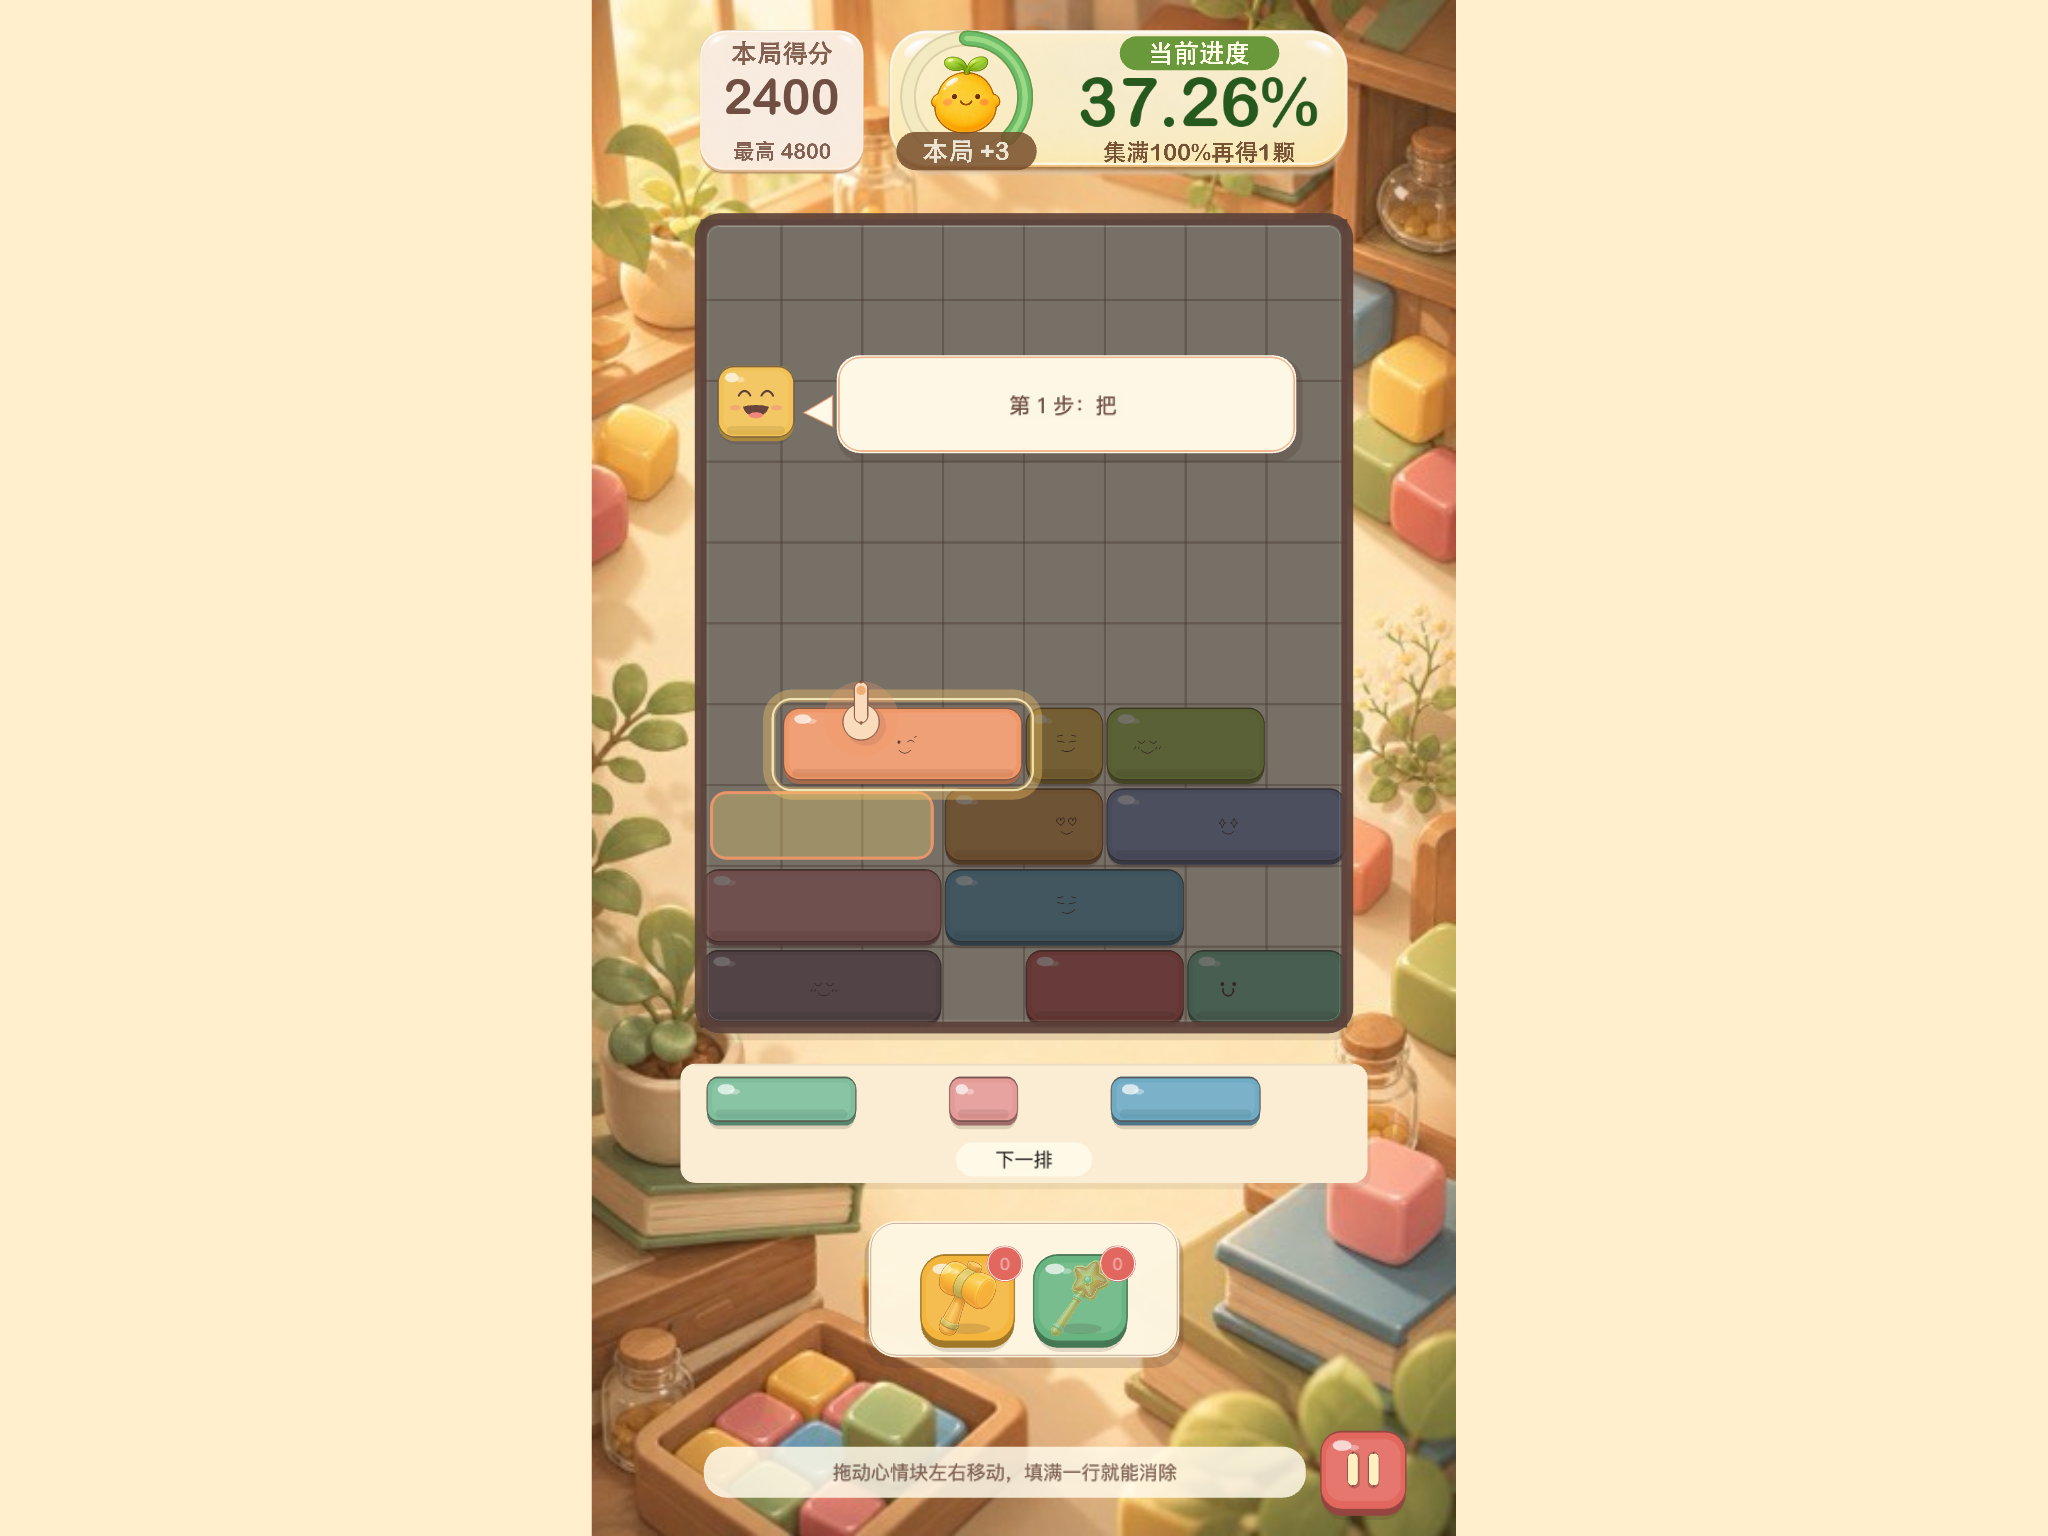 本局得分
2400
最高 4800
本局 +3
当前进度
37.26%
集满100%再得1颗
第 1 步：把
下一排
0
0
拖动心情块左右移动，填满一行就能消除